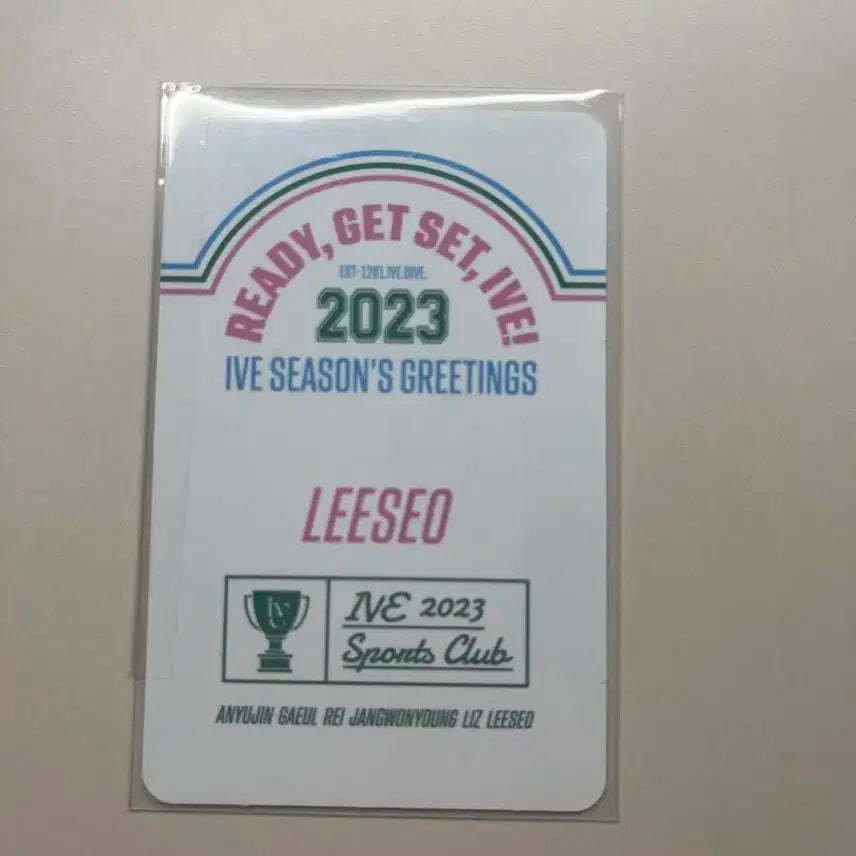 READY, GET SET, IVE!
EST-1201.IVE.DIVE.
2023
IVE SEASON'S GREETINGS
LEESEO
IVE
IVE 2023
Sports Club
ANYUJIN GAEUL REI JANGWONYOUNG LIZ LEESEO